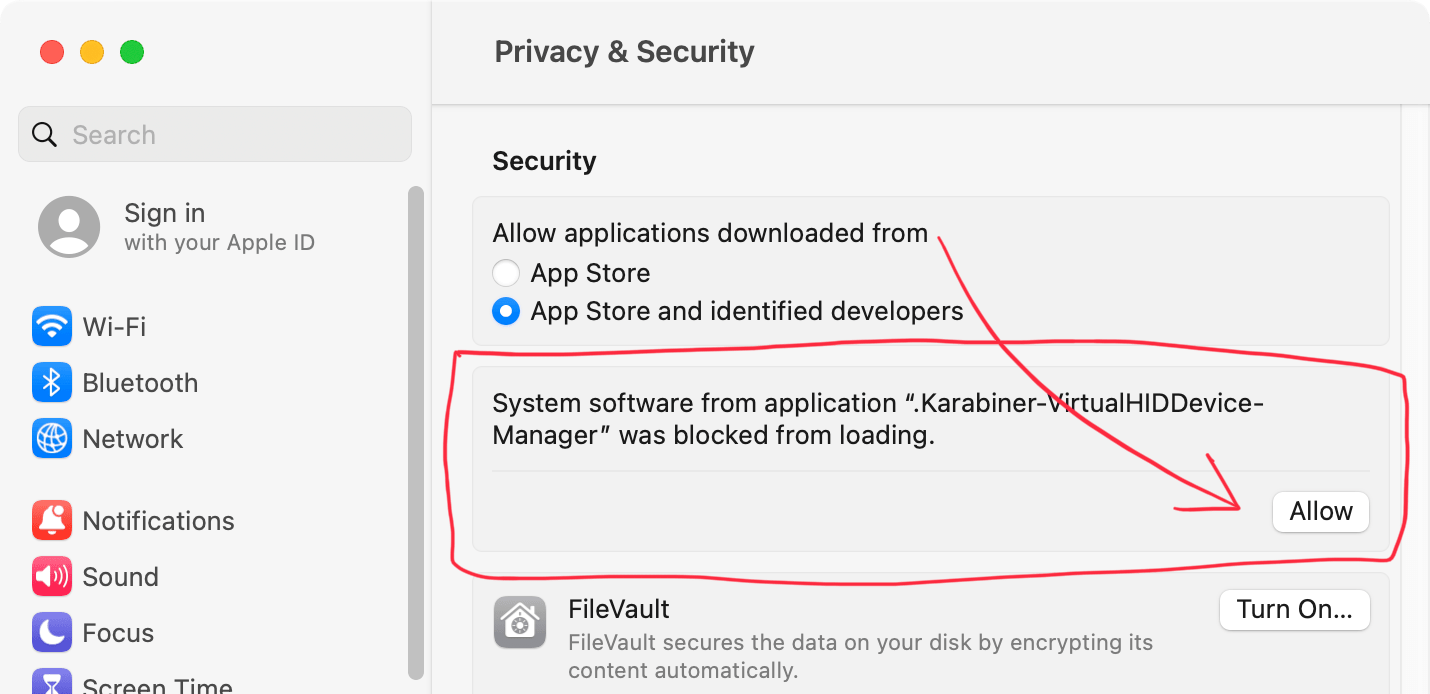 Privacy & Security
Search
Sign in
with your Apple ID
Wi-Fi
Bluetooth
Network
Notifications
Sound
Focus
Screen Time
Security
Allow applications downloaded from
App Store
App Store and identified developers
System software from application “.Karabiner-VirtualHIDDevice-
Manager” was blocked from loading.
Allow
FileVault
Turn On...
FileVault secures the data on your disk by encrypting its
content automatically.